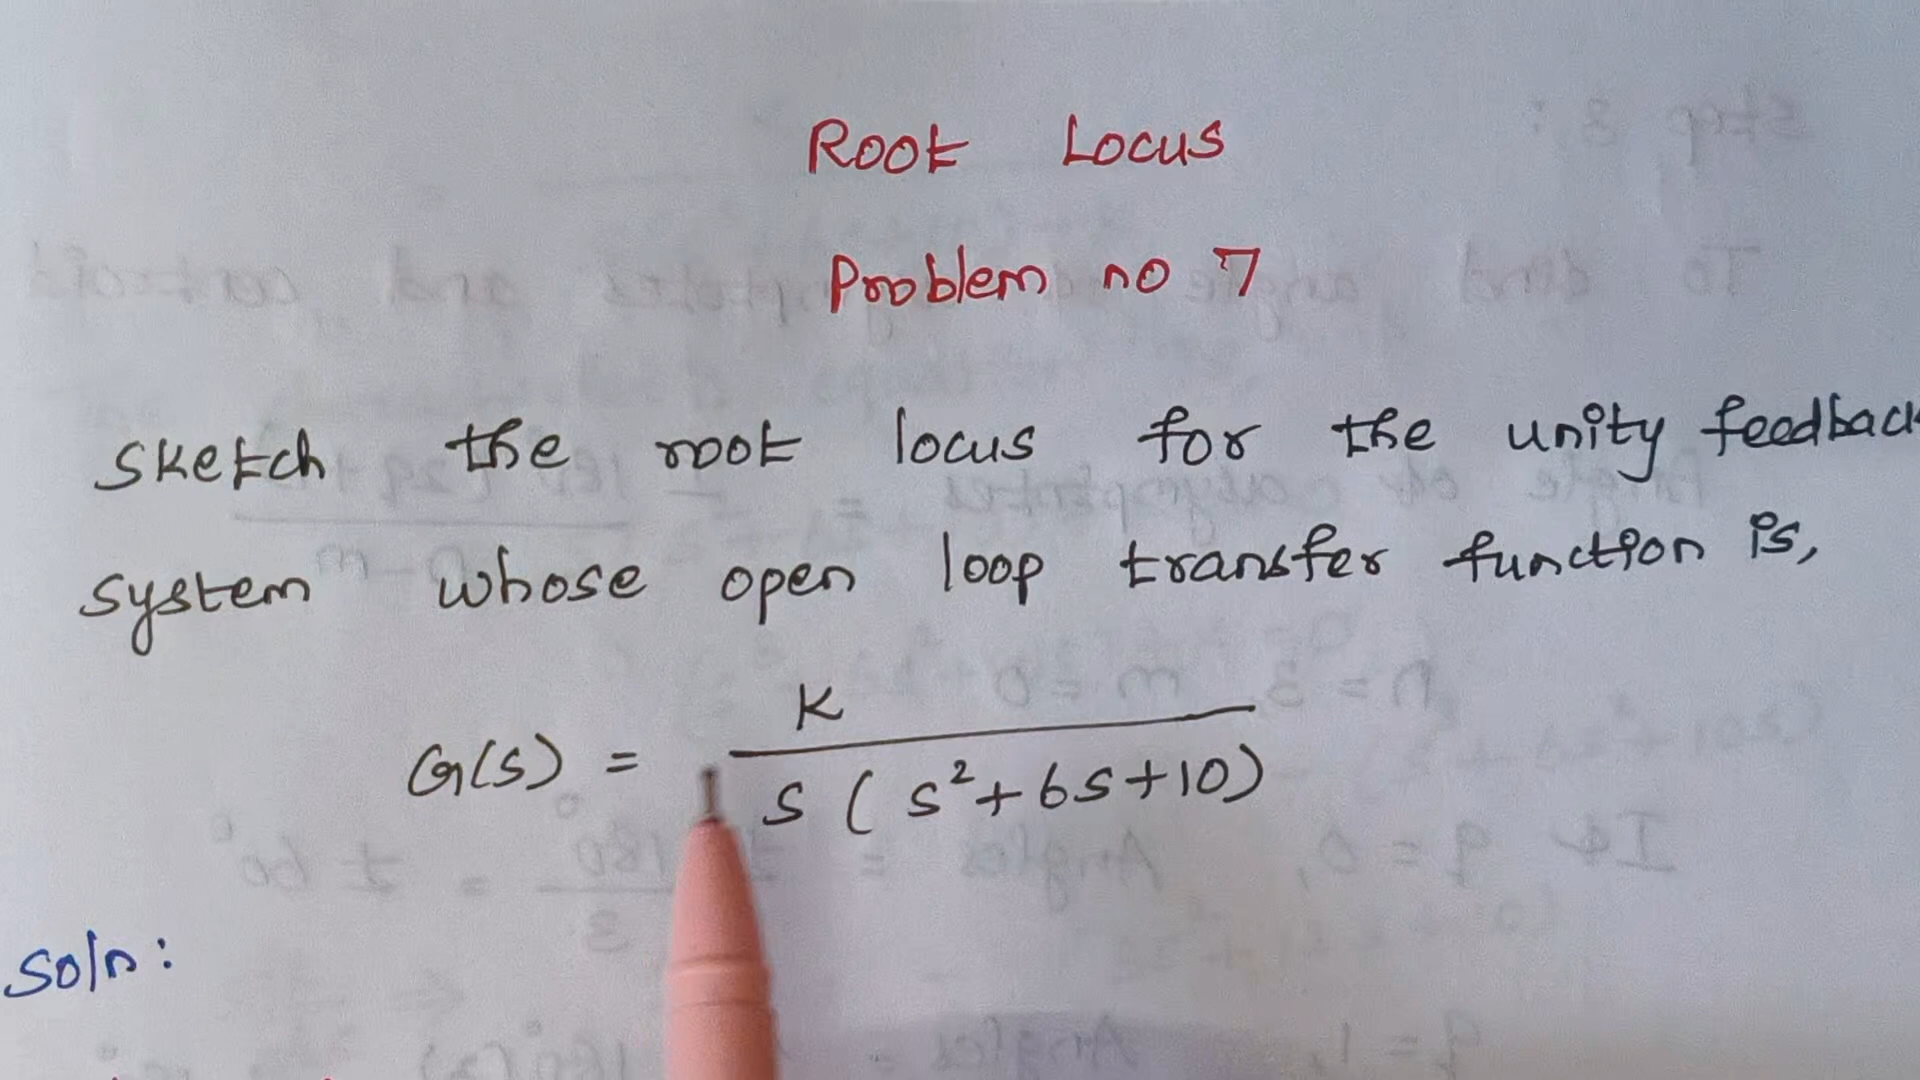 Root Locus
Problem no 7
Sketch the root locus for the unity feedback
system whose open loop transfer function is,
G(s) = K / s ( s² + 6s + 10)
Soln: